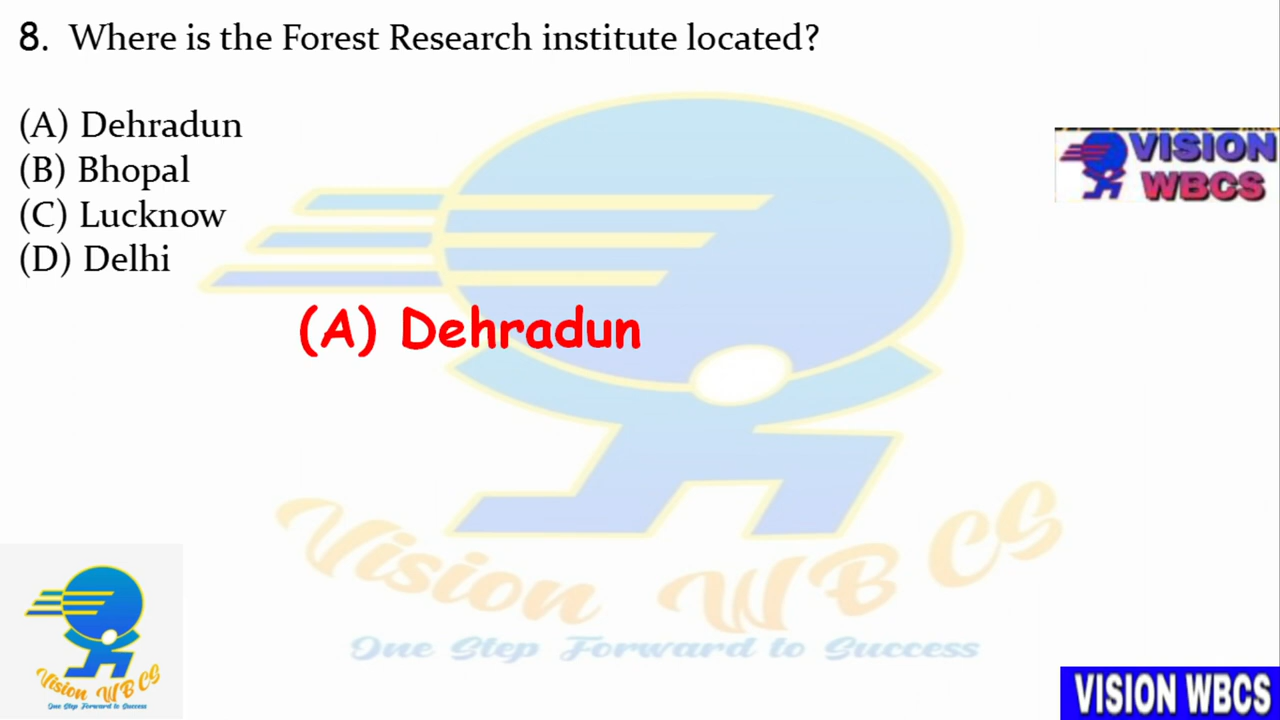 8. Where is the Forest Research institute located?
(A) Dehradun
(B) Bhopal
(C) Lucknow
(D) Delhi
(A) Dehradun
VISION
WBCS
Vision WBCS
One Step Forward to Success
Vision WBCS
One Step Forward to Success
VISION WBCS